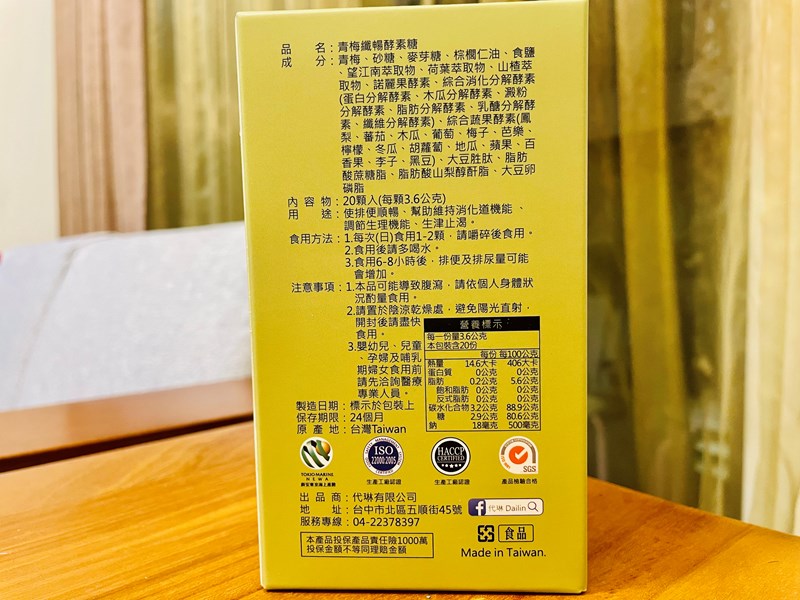 品　　名：青梅纖暢酵素糖
成　　分：青梅、砂糖、麥芽糖、棕櫚仁油、食鹽
、望江南萃取物、荷葉萃取物、山楂萃
取物、諾麗果酵素、綜合消化分解酵素
(蛋白分解酵素、木瓜分解酵素、澱粉
分解酵素、脂肪分解酵素、乳醣分解酵
素、纖維分解酵素)、綜合蔬果酵素(鳳
梨、蕃茄、木瓜、葡萄、梅子、芭樂、
檸檬、冬瓜、胡蘿蔔、地瓜、蘋果、百
香果、李子、黑豆)、大豆胜肽、脂肪
酸蔗糖脂、脂肪酸山梨醇酐脂、大豆卵
磷脂
內 容 物：20顆入(每顆3.6公克)
用　　途：使排便順暢、幫助維持消化道機能、
調節生理機能、生津止渴。
食用方法：1.每次(日)食用1-2顆，請嚼碎後食用。
2.食用後請多喝水。
3.食用6-8小時後，排便及排尿量可能
會增加。
注意事項：1.本品可能導致腹瀉，請依個人身體狀
況酌量食用。
2.請置於陰涼乾燥處，避免陽光直射，
開封後請盡快
食用。
3.嬰幼兒、兒童
、孕婦及哺乳
期婦女食用前
請先洽詢醫療
專業人員。
製造日期：標示於包裝上
保存期限：24個月
原 產 地：台灣Taiwan
營養標示
每一份量3.6公克
本包裝含20份
每份 每100公克
熱量 14.6大卡 406大卡
蛋白質 0公克 0公克
脂肪 0.2公克 5.6公克
飽和脂肪 0公克 0公克
反式脂肪 0公克 0公克
碳水化合物 3.2公克 88.9公克
糖 2.9公克 80.6公克
鈉 18毫克 500毫克
TOKIO MARINE
NEWA
新安東京海上產險
ISO
22000:2005
生產工廠認證
HACCP
CERTIFIED
生產工廠認證
SGS
產品檢驗合格
出 品 商：代琳有限公司
地　　址：台中市北區五順街45號
服務專線：04-22378397
f 代琳 Dailin
本產品投保產品責任險1000萬
投保金額不等同理賠金額
食品
Made in Taiwan.